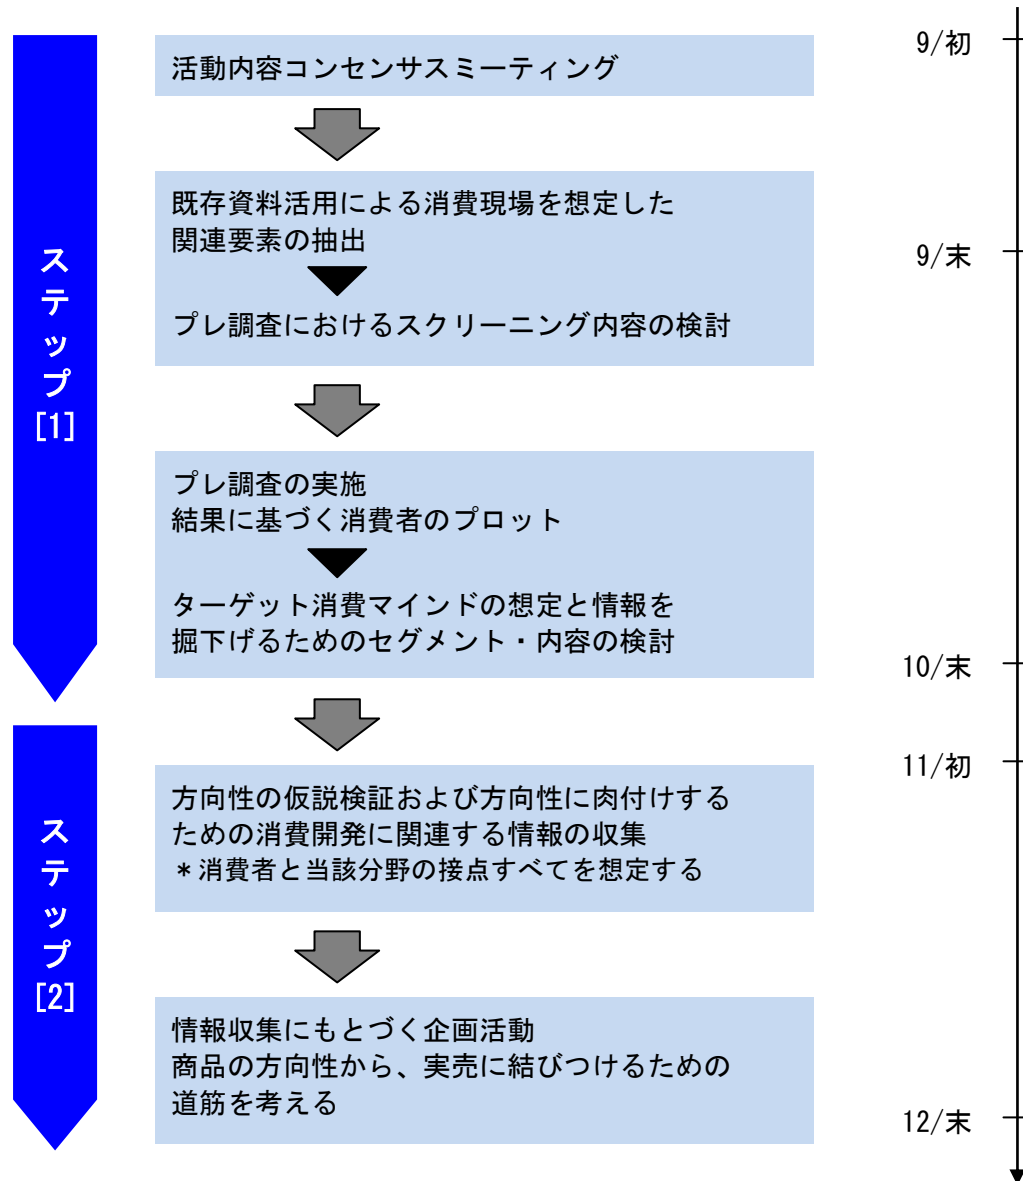 9/初
活動内容コンセンサスミーティング
既存資料活用による消費現場を想定した
関連要素の抽出
9/末
プレ調査におけるスクリーニング内容の検討
ステップ
[1]
プレ調査の実施
結果に基づく消費者のプロット
ターゲット消費マインドの想定と情報を
掘下げるためのセグメント・内容の検討
10/末
11/初
方向性の仮説検証および方向性に肉付けする
ための消費開発に関連する情報の収集
*消費者と当該分野の接点すべてを想定する
ステップ
[2]
情報収集にもとづく企画活動
商品の方向性から、実売に結びつけるための
道筋を考える
12/末